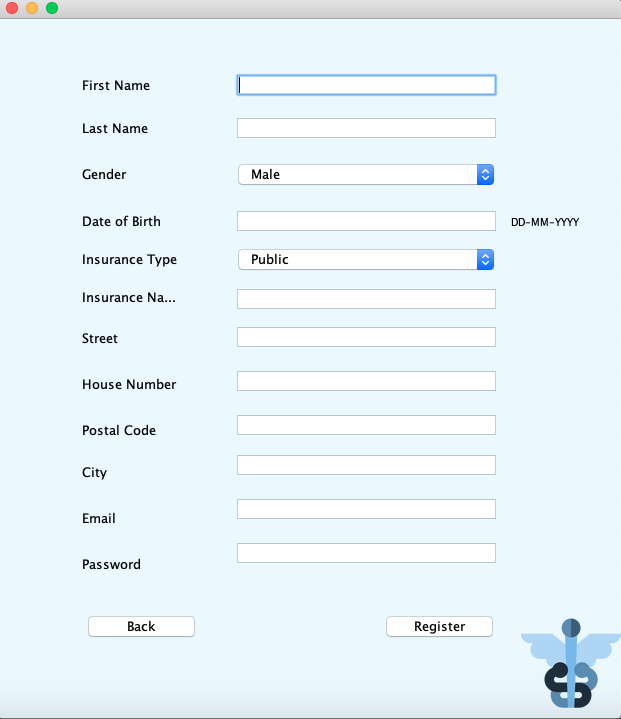 First Name
Last Name
Gender Male
Date of Birth DD-MM-YYYY
Insurance Type Public
Insurance Na...
Street
House Number
Postal Code
City
Email
Password
Back Register